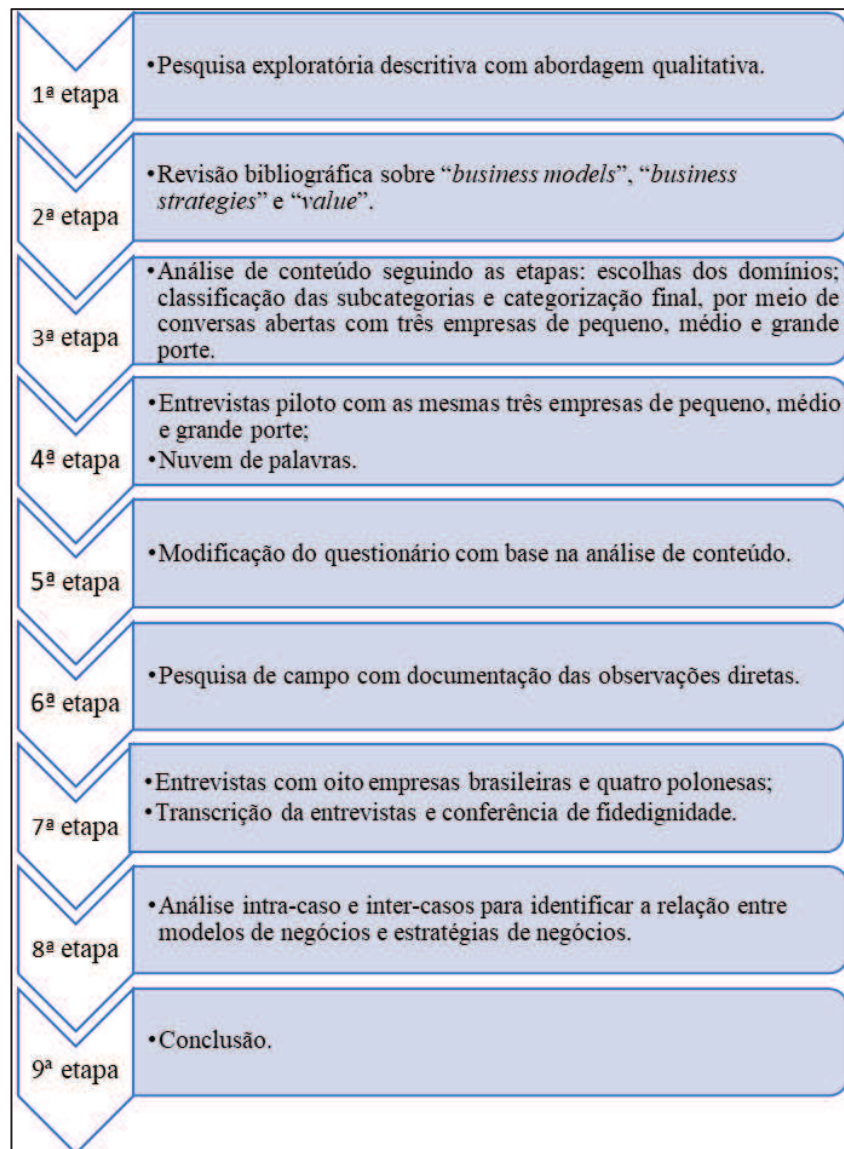 1ª etapa
•Pesquisa exploratória descritiva com abordagem qualitativa.
2ª etapa
•Revisão bibliográfica sobre “business models”, “business
strategies” e “value”.
3ª etapa
•Análise de conteúdo seguindo as etapas: escolhas dos domínios;
classificação das subcategorias e categorização final, por meio de
conversas abertas com três empresas de pequeno, médio e grande
porte.
4ª etapa
•Entrevistas piloto com as mesmas três empresas de pequeno, médio
e grande porte;
•Nuvem de palavras.
5ª etapa
•Modificação do questionário com base na análise de conteúdo.
6ª etapa
•Pesquisa de campo com documentação das observações diretas.
7ª etapa
•Entrevistas com oito empresas brasileiras e quatro polonesas;
•Transcrição da entrevistas e conferência de fidedignidade.
8ª etapa
•Análise intra-caso e inter-casos para identificar a relação entre
modelos de negócios e estratégias de negócios.
9ª etapa
•Conclusão.